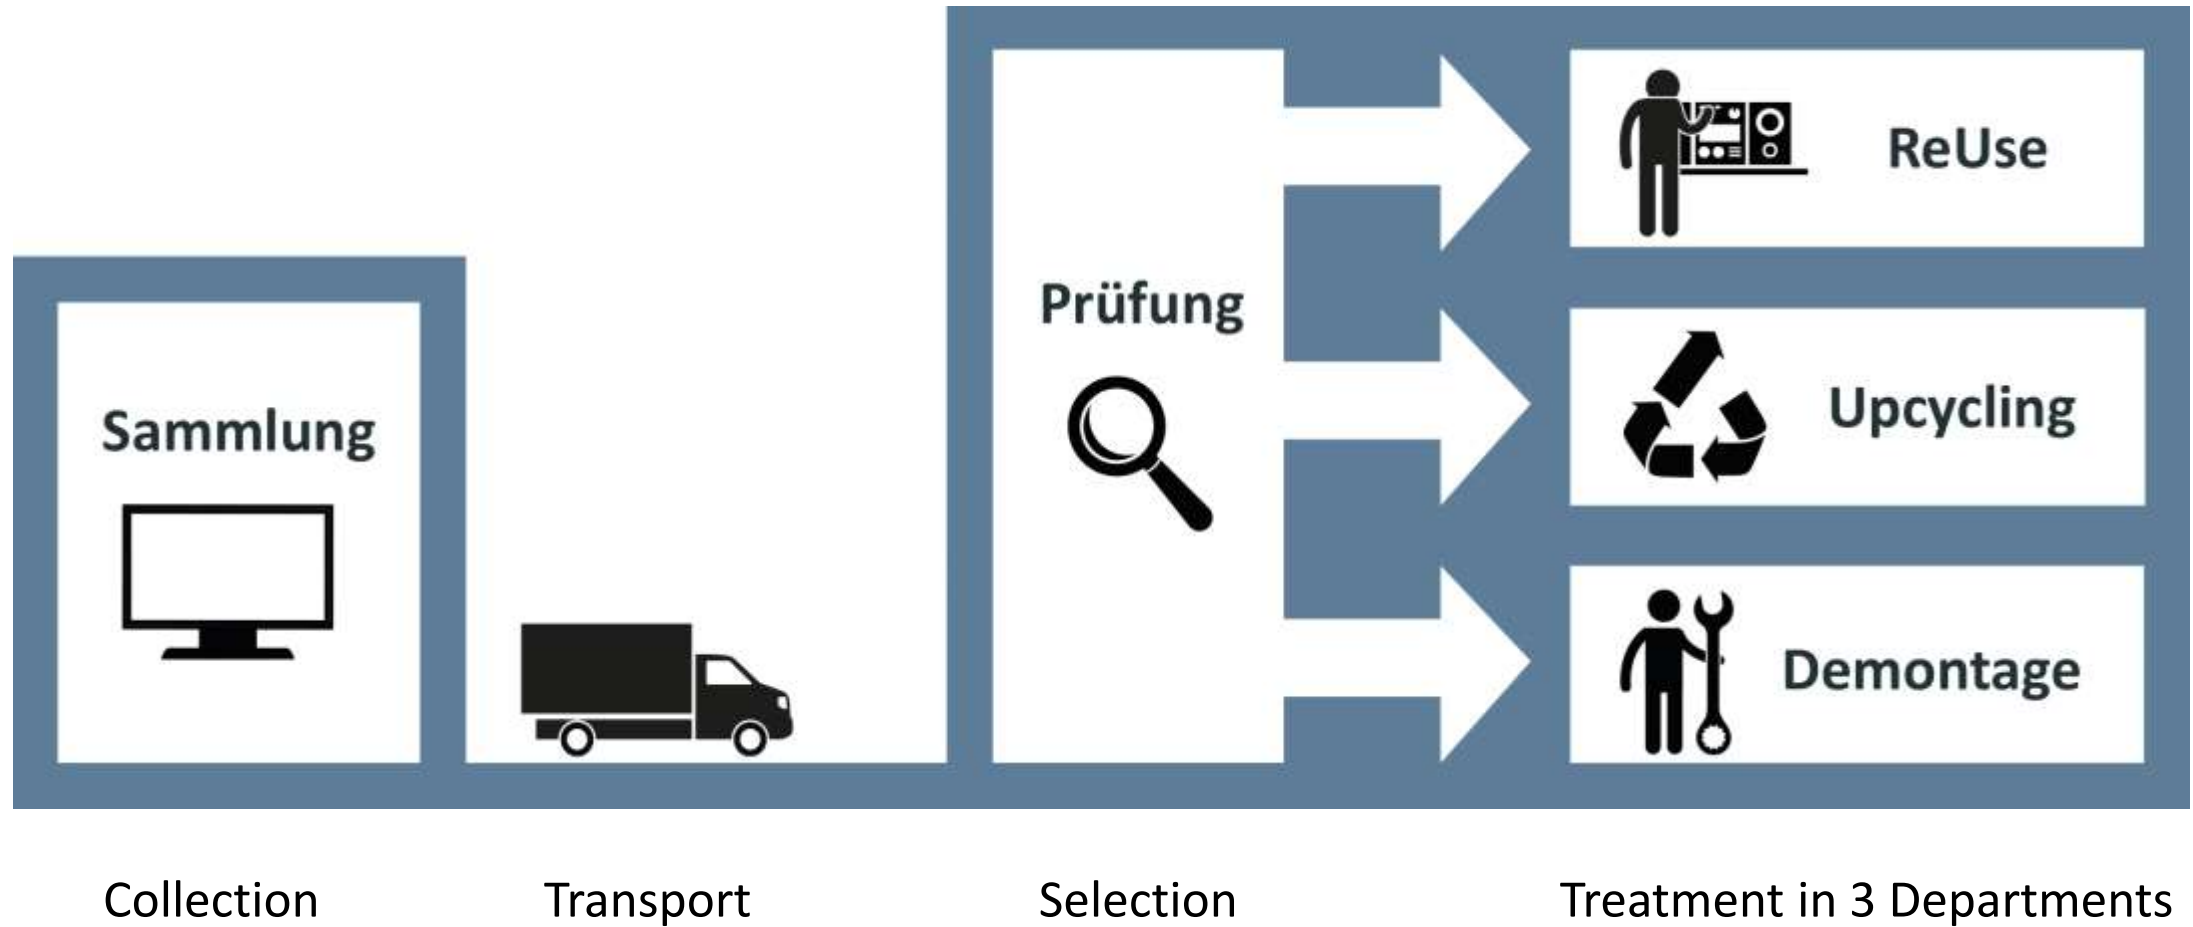 Sammlung
Prüfung
ReUse
Upcycling
Demontage
Collection
Transport
Selection
Treatment in 3 Departments